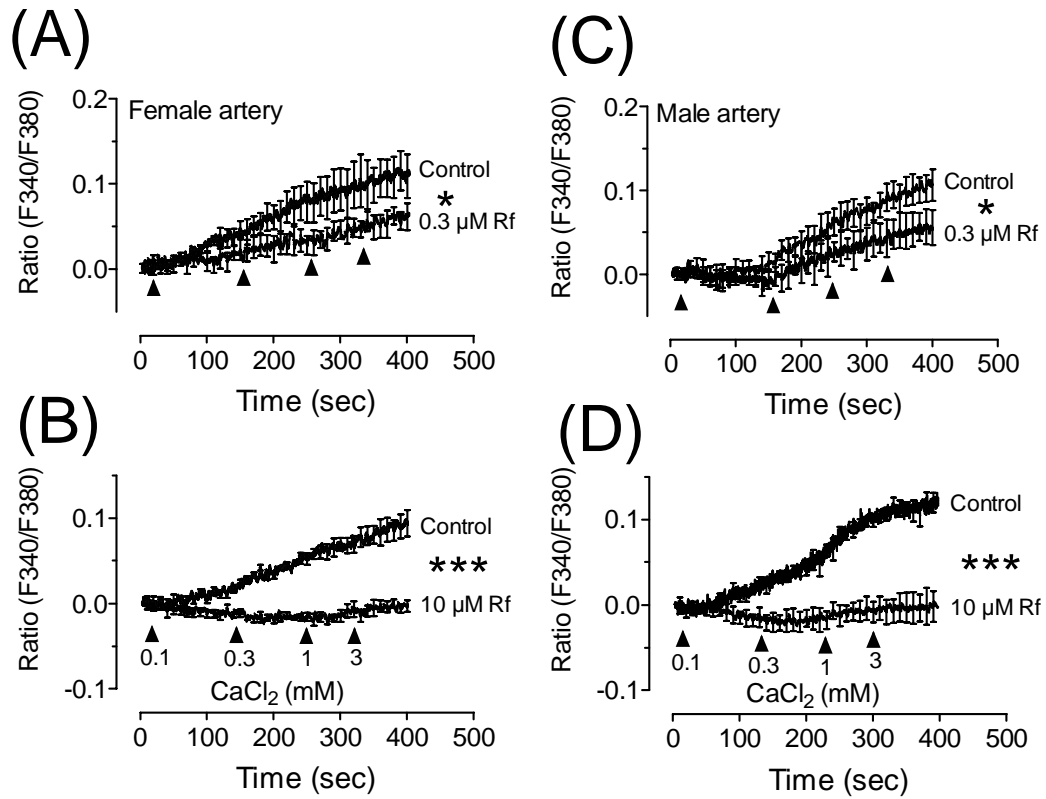 (A)
Female artery
Ratio (F340/F380)
0.2
0.1
0.0
Control
*
0.3 µM Rf
0 100 200 300 400 500
Time (sec)
(C)
Male artery
Ratio (F340/F380)
0.2
0.1
0.0
Control
*
0.3 µM Rf
0 100 200 300 400 500
Time (sec)
(B)
Ratio (F340/F380)
0.1
0.0
-0.1
Control
***
10 µM Rf
0.1 0.3 1 3
CaCl₂ (mM)
0 100 200 300 400 500
Time (sec)
(D)
Ratio (F340/F380)
0.1
0.0
-0.1
Control
***
10 µM Rf
0.1 0.3 1 3
CaCl₂ (mM)
0 100 200 300 400 500
Time (sec)